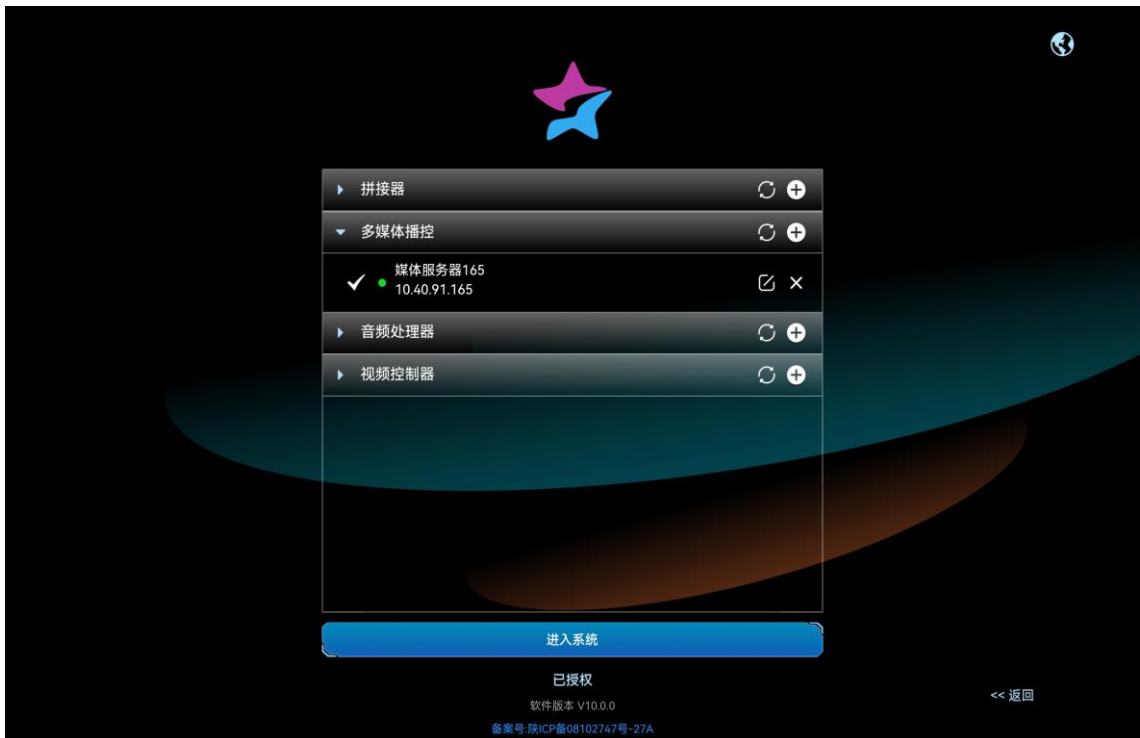 拼接器
多媒体播控
媒体服务器165
10.40.91.165
音频处理器
视频控制器
进入系统
已授权
<< 返回
软件版本 V10.0.0
备案号:陕ICP备08102747号-27A